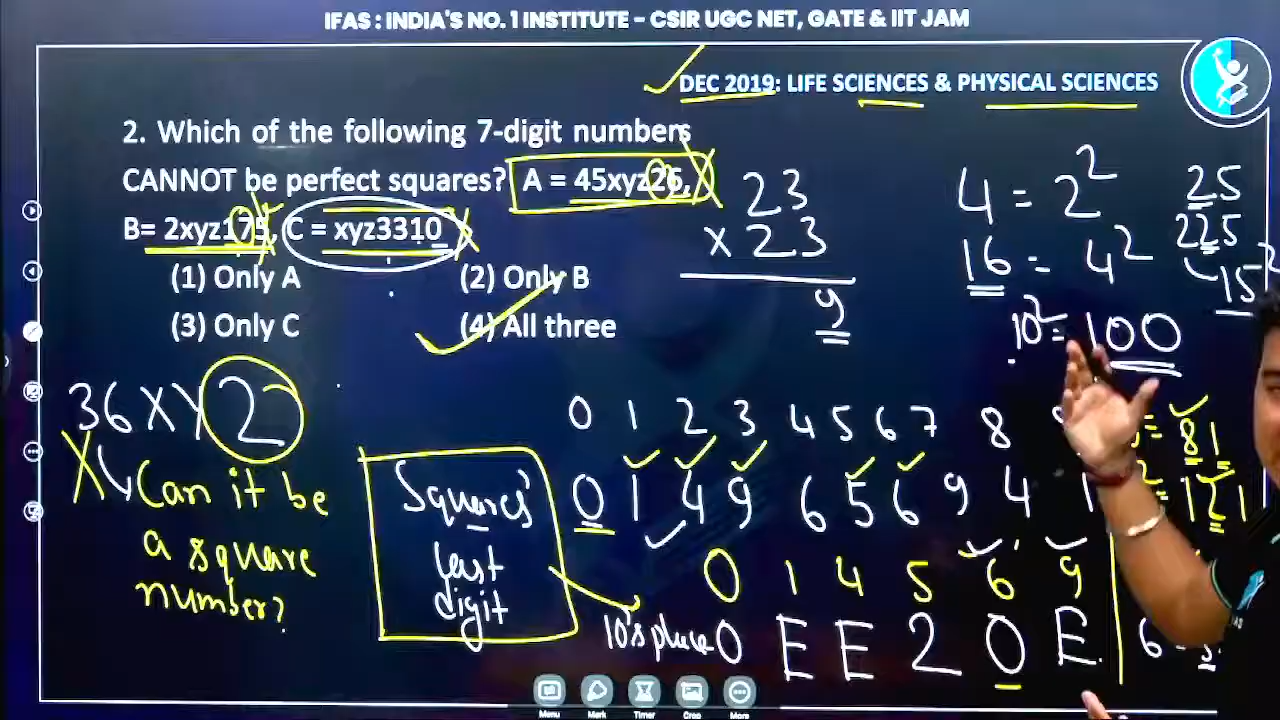 IFAS : INDIA'S NO. 1 INSTITUTE – CSIR UGC NET, GATE & IIT JAM
DEC 2019: LIFE SCIENCES & PHYSICAL SCIENCES
2. Which of the following 7-digit numbers
CANNOT be perfect squares? A = 45xyz26,
B= 2xyz175, C = xyz3310
(1) Only A (2) Only B
(3) Only C (4) All three
23
x 23
9
4 = 2²
16 = 4²
10² = 100
25
225
15²
36XY2
Can it be
a square
number?
Squares'
last
digit
0 1 2 3 4 5 6 7 8
0 1 4 9 6 5 6 9 4 1
0 1 4 5 6 9
10's place 0 E E 2 0 E
= 81
= 121
6
Menu Mark Timer Crop More